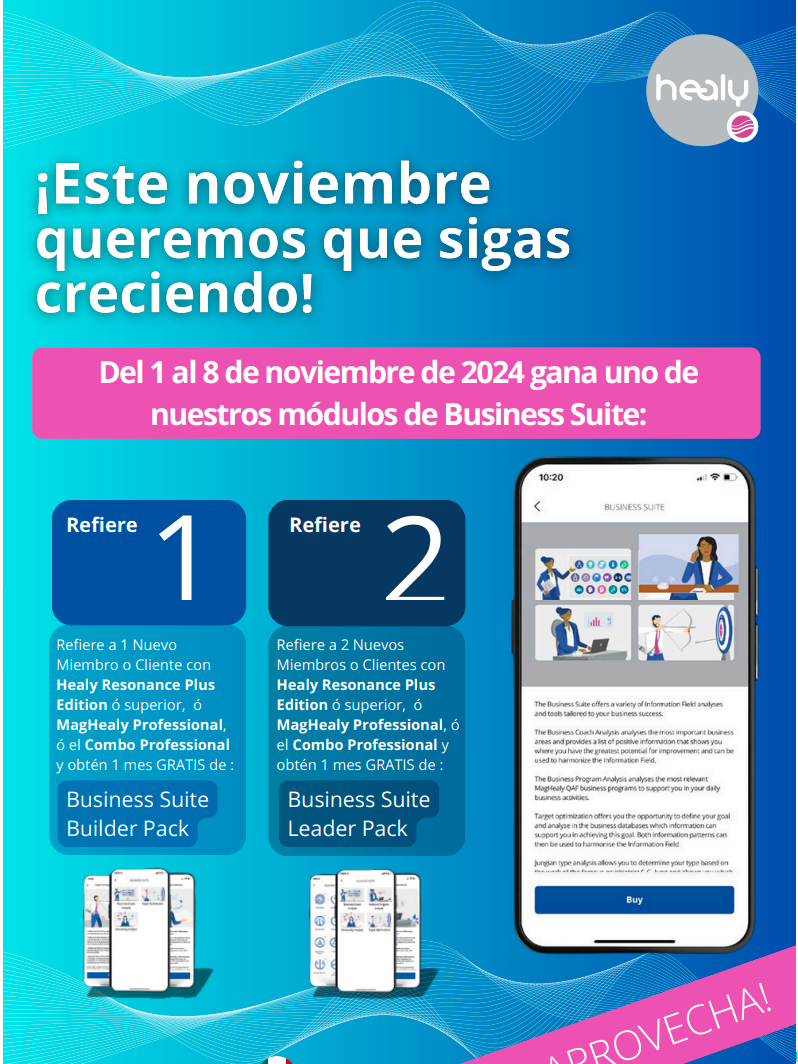 healy
¡Este noviembre
queremos que sigas
creciendo!
Del 1 al 8 de noviembre de 2024 gana uno de
nuestros módulos de Business Suite:
Refiere 1
Refiere a 1 Nuevo
Miembro o Cliente con
Healy Resonance Plus
Edition ó superior, ó
MagHealy Professional,
ó el Combo Professional
y obtén 1 mes GRATIS de :
Business Suite
Builder Pack
Refiere 2
Refiere a 2 Nuevos
Miembros o Clientes con
Healy Resonance Plus
Edition ó superior, ó
MagHealy Professional, ó
el Combo Professional y
obtén 1 mes GRATIS de :
Business Suite
Leader Pack
10:20
BUSINESS SUITE
The Business Suite offers a variety of Information Field analyses
and tools tailored to your business success.
The Business Coach Analysis analyses the most important business
areas and provides a list of positive information that shows you
where you have the greatest potential for improvement and can be
used to harmonize the Information Field.
The Business Program Analysis analyses the most relevant
MagHealy QAF business programs to support you in your daily
business activities.
Target optimization offers you the opportunity to define your goal
and analyse in the business databases which information can
support you in achieving this goal. Both information patterns can
then be used to harmonise the Information Field.
Jungian type analysis allows you to determine your type based on
Buy
APROVECHA!